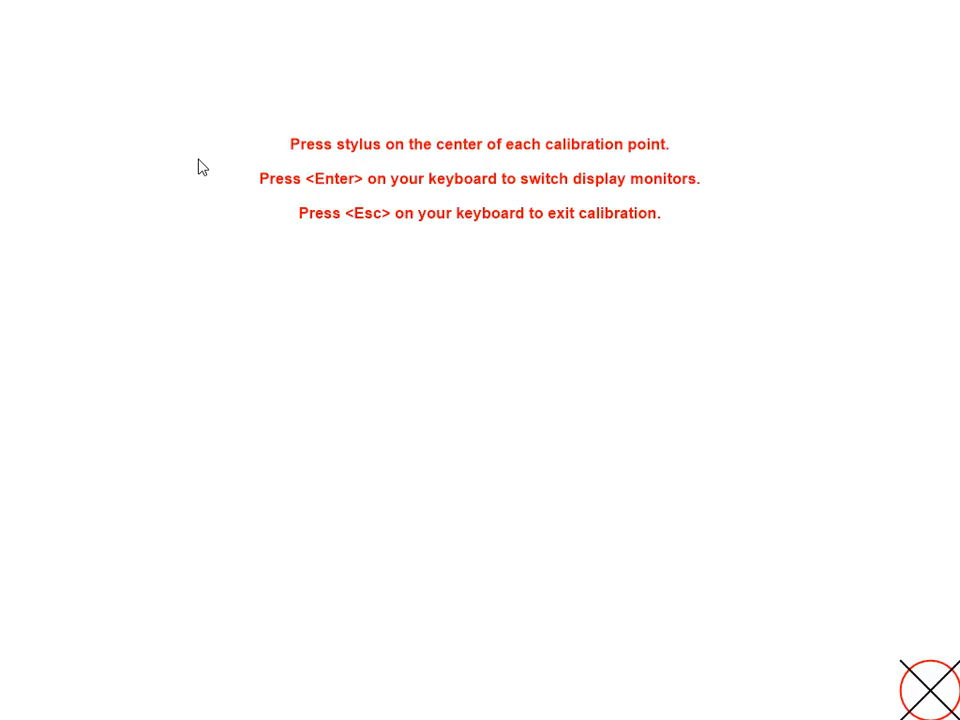 Press stylus on the center of each calibration point.
Press <Enter> on your keyboard to switch display monitors.
Press <Esc> on your keyboard to exit calibration.